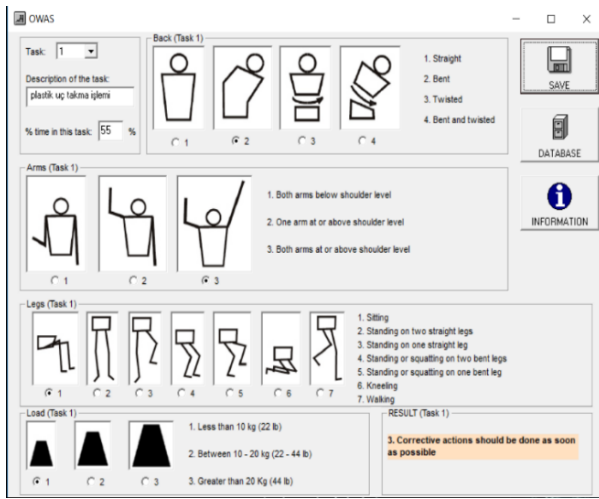 OWAS
Task: 1
Description of the task:
plastik uç takma işlemi
% time in this task: 55 %
Back (Task 1)
1 2 3 4
1. Straight
2. Bent
3. Twisted
4. Bent and twisted
SAVE
DATABASE
INFORMATION
Arms (Task 1)
1 2 3
1. Both arms below shoulder level
2. One arm at or above shoulder level
3. Both arms at or above shoulder level
Legs (Task 1)
1 2 3 4 5 6 7
1. Sitting
2. Standing on two straight legs
3. Standing on one straight leg
4. Standing or squatting on two bent legs
5. Standing or squatting on one bent leg
6. Kneeling
7. Walking
Load (Task 1)
1 2 3
1. Less than 10 kg (22 lb)
2. Between 10 - 20 kg (22 - 44 lb)
3. Greater than 20 Kg (44 lb)
RESULT (Task 1)
3. Corrective actions should be done as soon
as possible